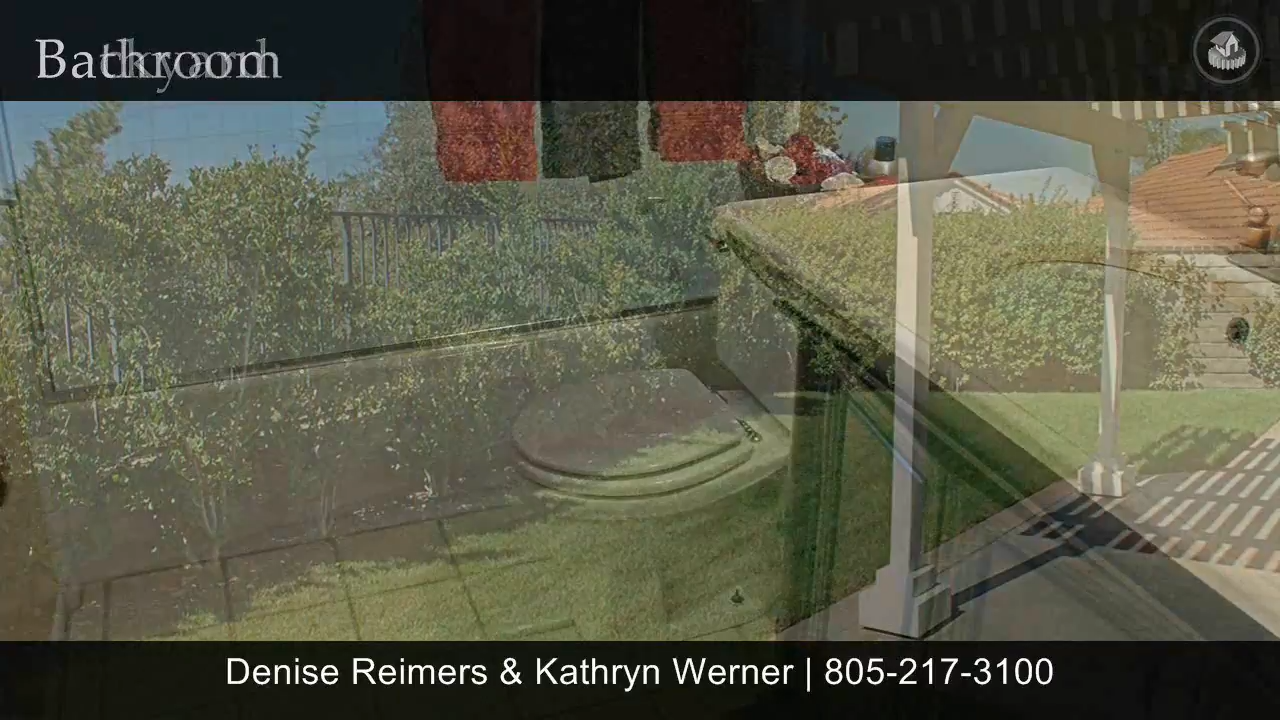 Bathroom
Denise Reimers & Kathryn Werner | 805-217-3100